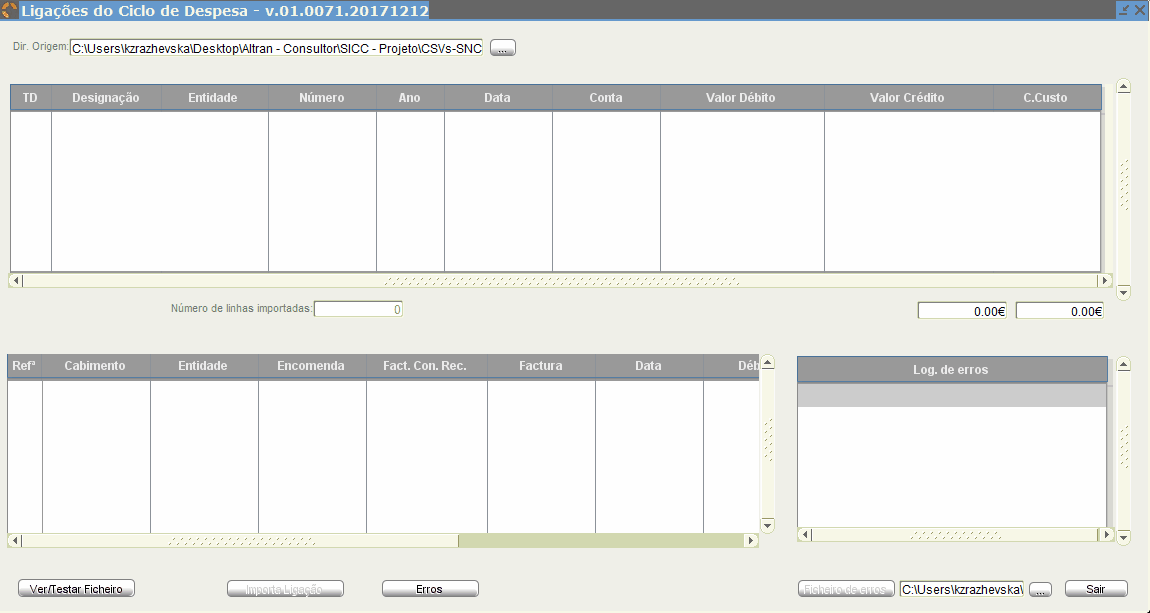 Ligações do Ciclo de Despesa - v.01.0071.20171212
Dir. Origem: C:\Users\kzrazhevska\Desktop\Altran - Consultor\SICC - Projeto\CSVs-SNC ...
TD Designação Entidade Número Ano Data Conta Valor Débito Valor Crédito C.Custo
Número de linhas importadas: 0 0.00€ 0.00€
Refª Cabimento Entidade Encomenda Fact. Con. Rec. Factura Data Déb
Log. de erros
Ver/Testar Ficheiro Importa Ligação Erros Ficheiro de erros C:\Users\kzrazhevska\ ... Sair